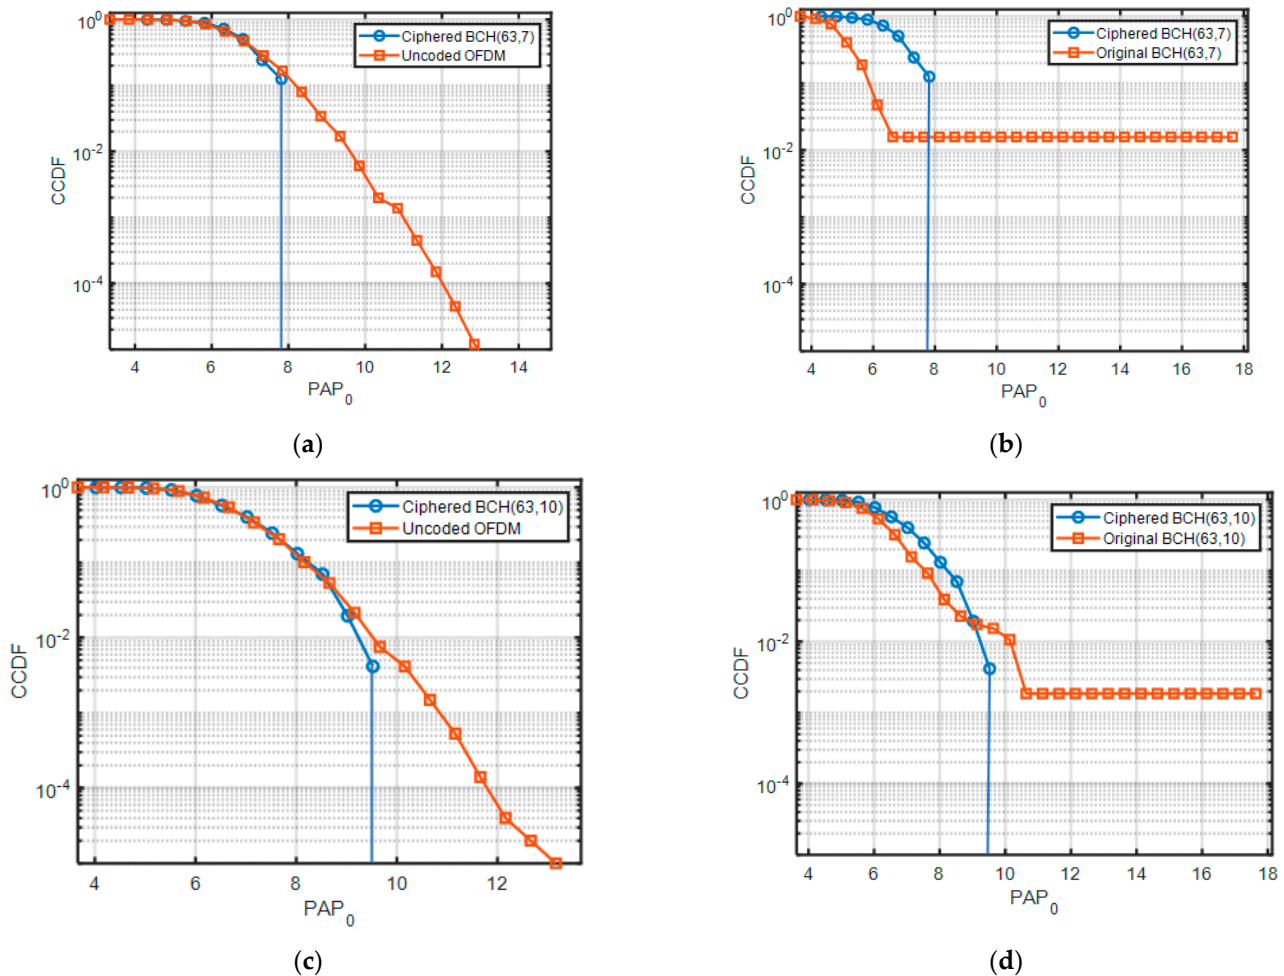 10^0
10^-2
10^-4
CCDF
Ciphered BCH(63,7)
Uncoded OFDM
4 6 8 10 12 14
PAP_0
(a)
10^0
10^-2
10^-4
CCDF
Ciphered BCH(63,7)
Original BCH(63,7)
4 6 8 10 12 14 16 18
PAP_0
(b)
10^0
10^-2
10^-4
CCDF
Ciphered BCH(63,10)
Uncoded OFDM
4 6 8 10 12
PAP_0
(c)
10^0
10^-2
10^-4
CCDF
Ciphered BCH(63,10)
Original BCH(63,10)
4 6 8 10 12 14 16 18
PAP_0
(d)